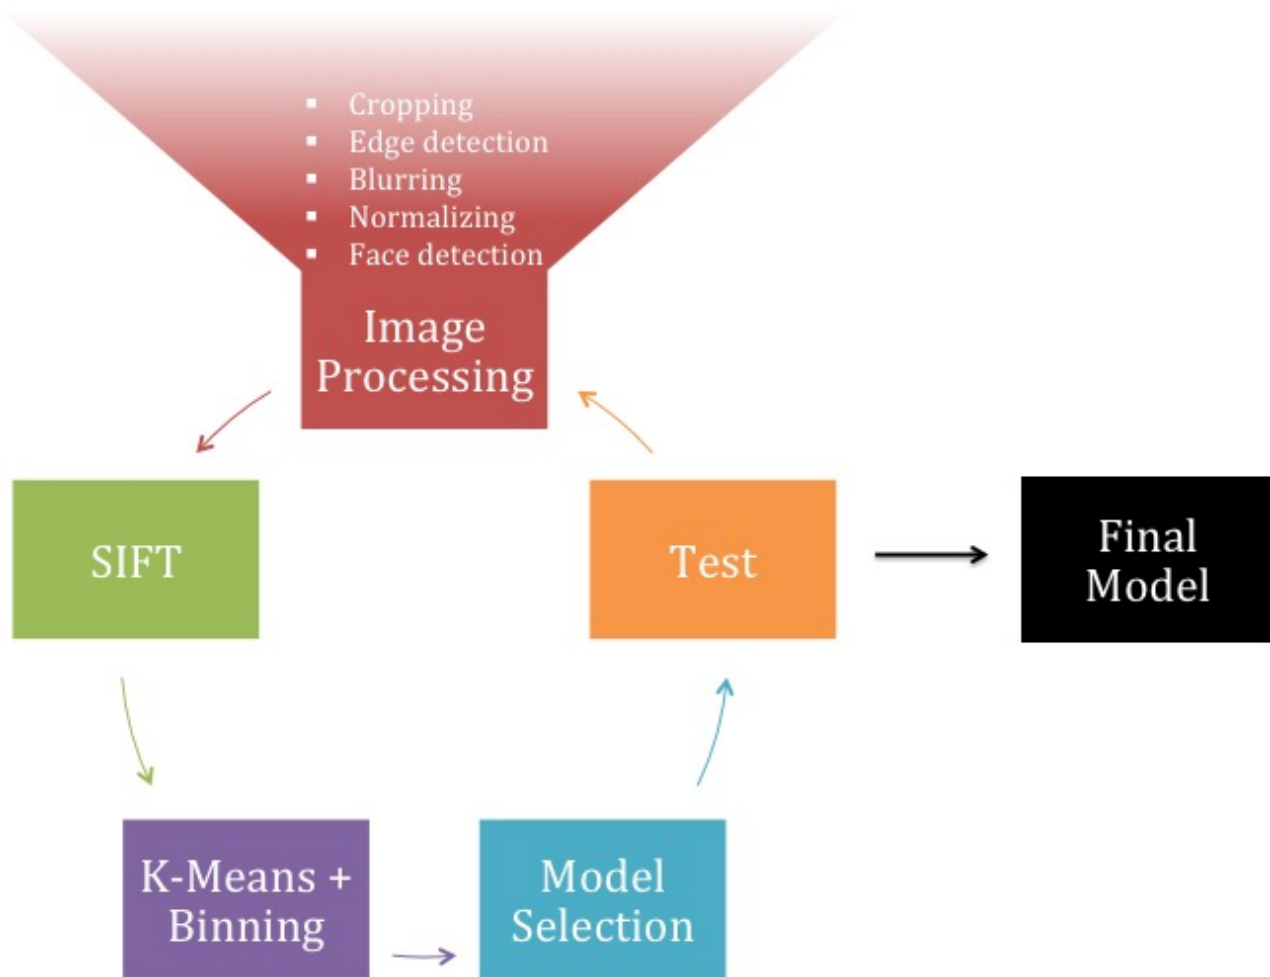 ▪ Cropping
▪ Edge detection
▪ Blurring
▪ Normalizing
▪ Face detection
Image
Processing
SIFT
Test
Final
Model
K-Means +
Binning
Model
Selection